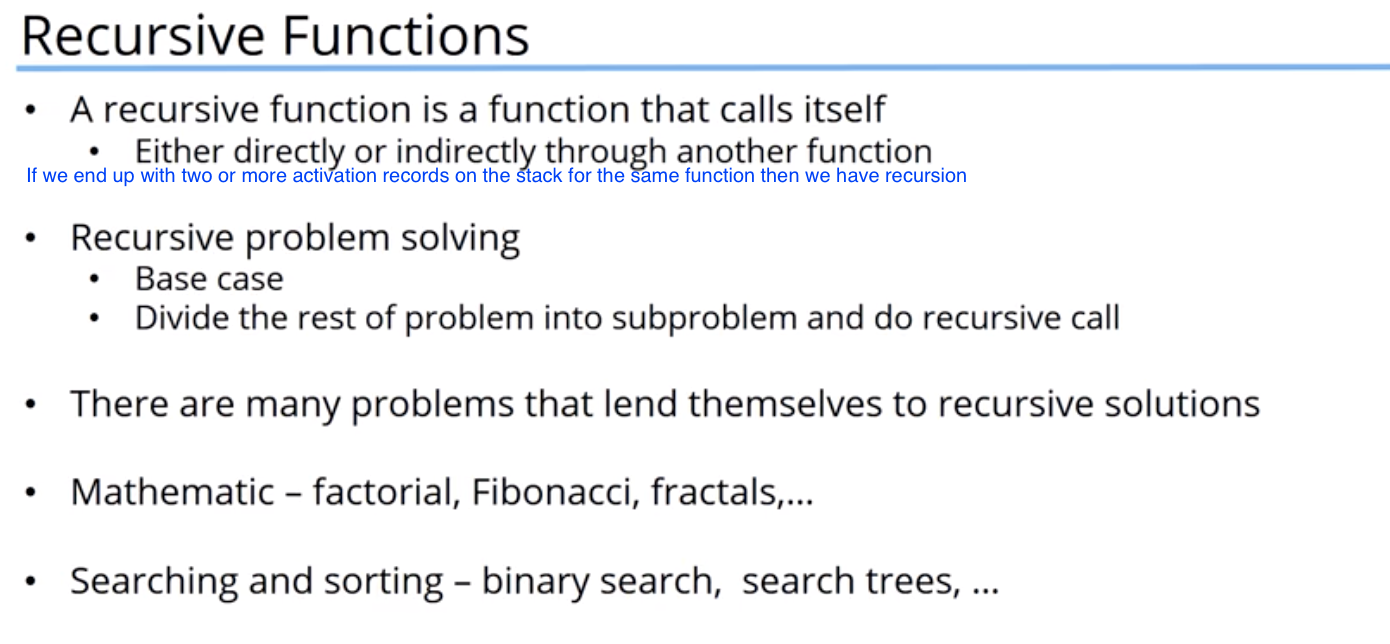 Recursive Functions
• A recursive function is a function that calls itself
• Either directly or indirectly through another function
If we end up with two or more activation records on the stack for the same function then we have recursion
• Recursive problem solving
• Base case
• Divide the rest of problem into subproblem and do recursive call
• There are many problems that lend themselves to recursive solutions
• Mathematic – factorial, Fibonacci, fractals,...
• Searching and sorting – binary search,  search trees, ...